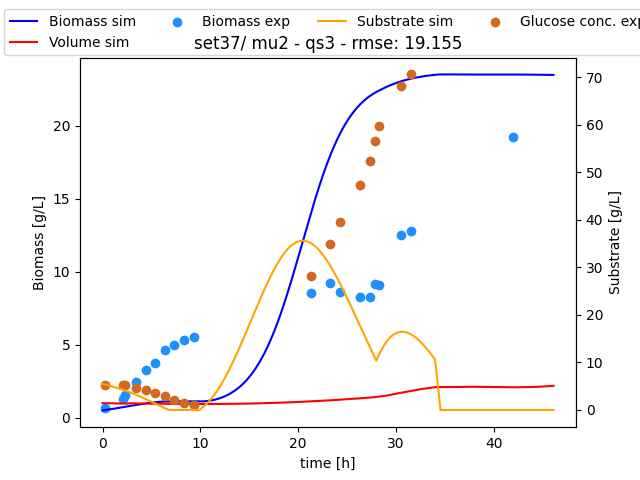 Biomass sim Biomass exp Substrate sim Glucose conc. exp
Volume sim
set37/ mu2 - qs3 - rmse: 19.155
Biomass [g/L]
0
5
10
15
20
0
10
20
30
40
50
60
70
Substrate [g/L]
0 10 20 30 40
time [h]